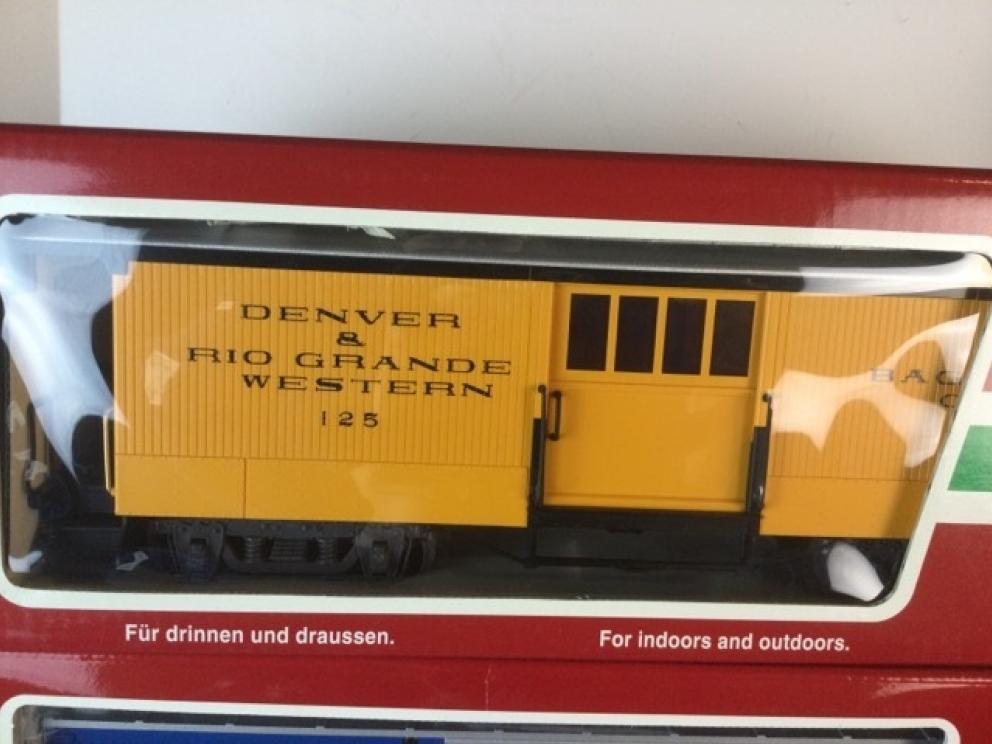 DENVER
&
RIO GRANDE
WESTERN
125
Für drinnen und draussen.
For indoors and outdoors.